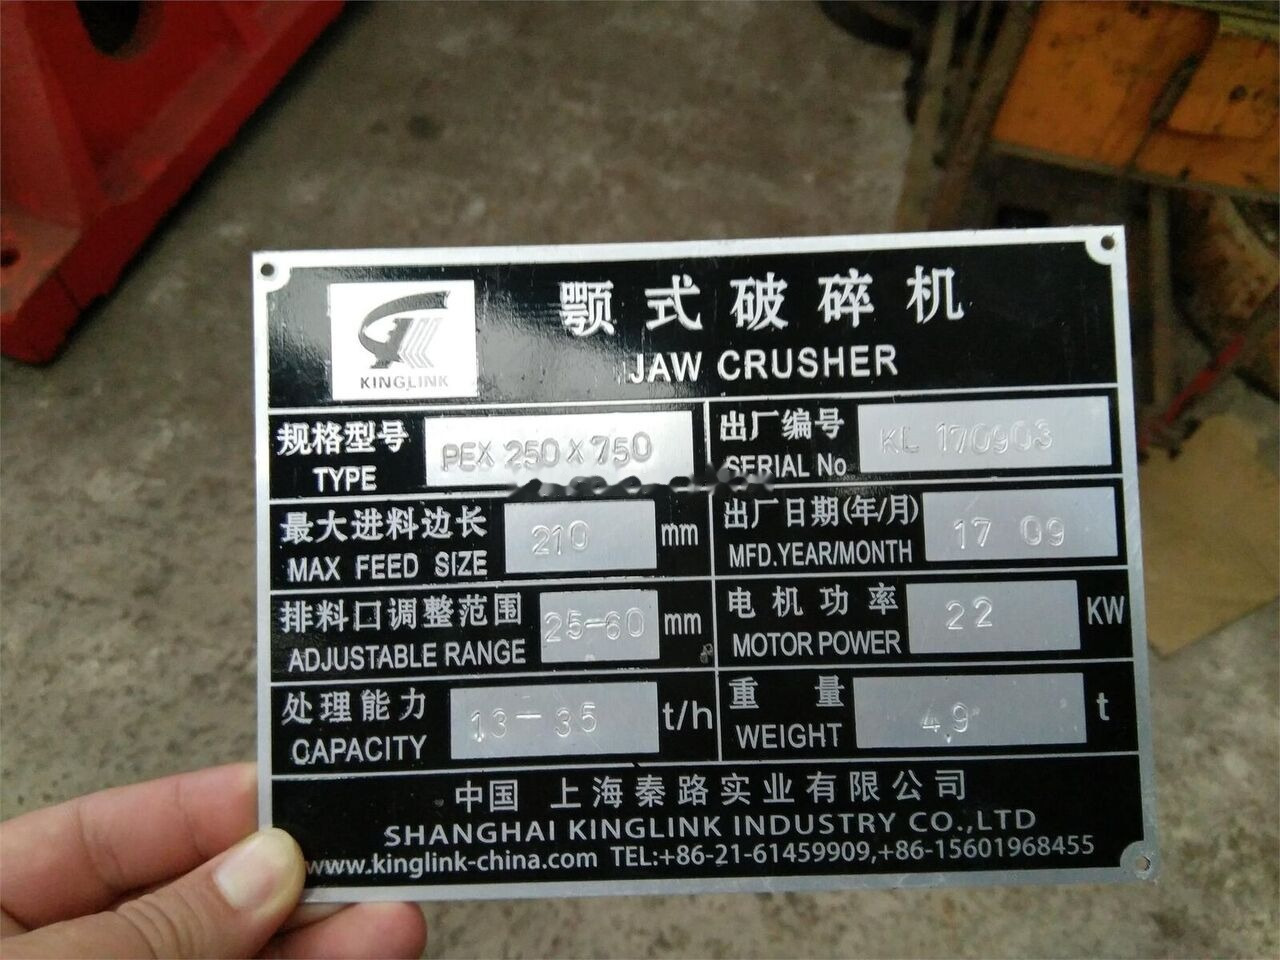 KINGLINK
颚式破碎机
JAW CRUSHER
规格型号 PEX 250×750
TYPE
出厂编号 KL 170903
SERIAL No
最大进料边长 210 mm
MAX FEED SIZE
出厂日期(年/月) 17 09
MFD.YEAR/MONTH
排料口调整范围 25-60 mm
ADJUSTABLE RANGE
电机功率 22 KW
MOTOR POWER
处理能力 13-35 t/h
CAPACITY
重量 4.9 t
WEIGHT
中国 上海秦路实业有限公司
SHANGHAI KINGLINK INDUSTRY CO.,LTD
www.kinglink-china.com TEL:+86-21-61459909,+86-15601968455